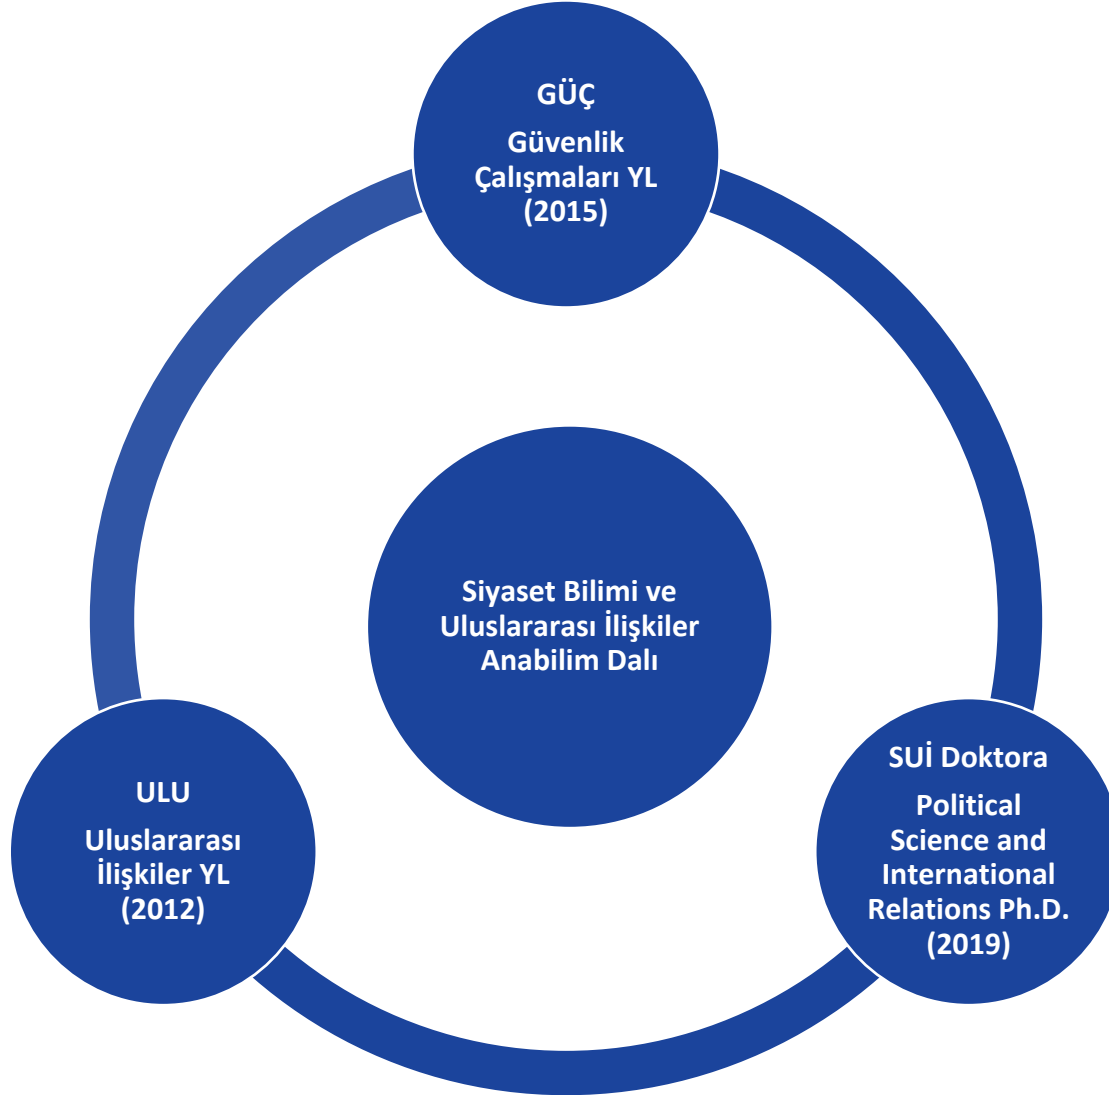 GÜÇ
Güvenlik
Çalışmaları YL
(2015)
Siyaset Bilimi ve
Uluslararası İlişkiler
Anabilim Dalı
ULU
Uluslararası
İlişkiler YL
(2012)
SUİ Doktora
Political
Science and
International
Relations Ph.D.
(2019)